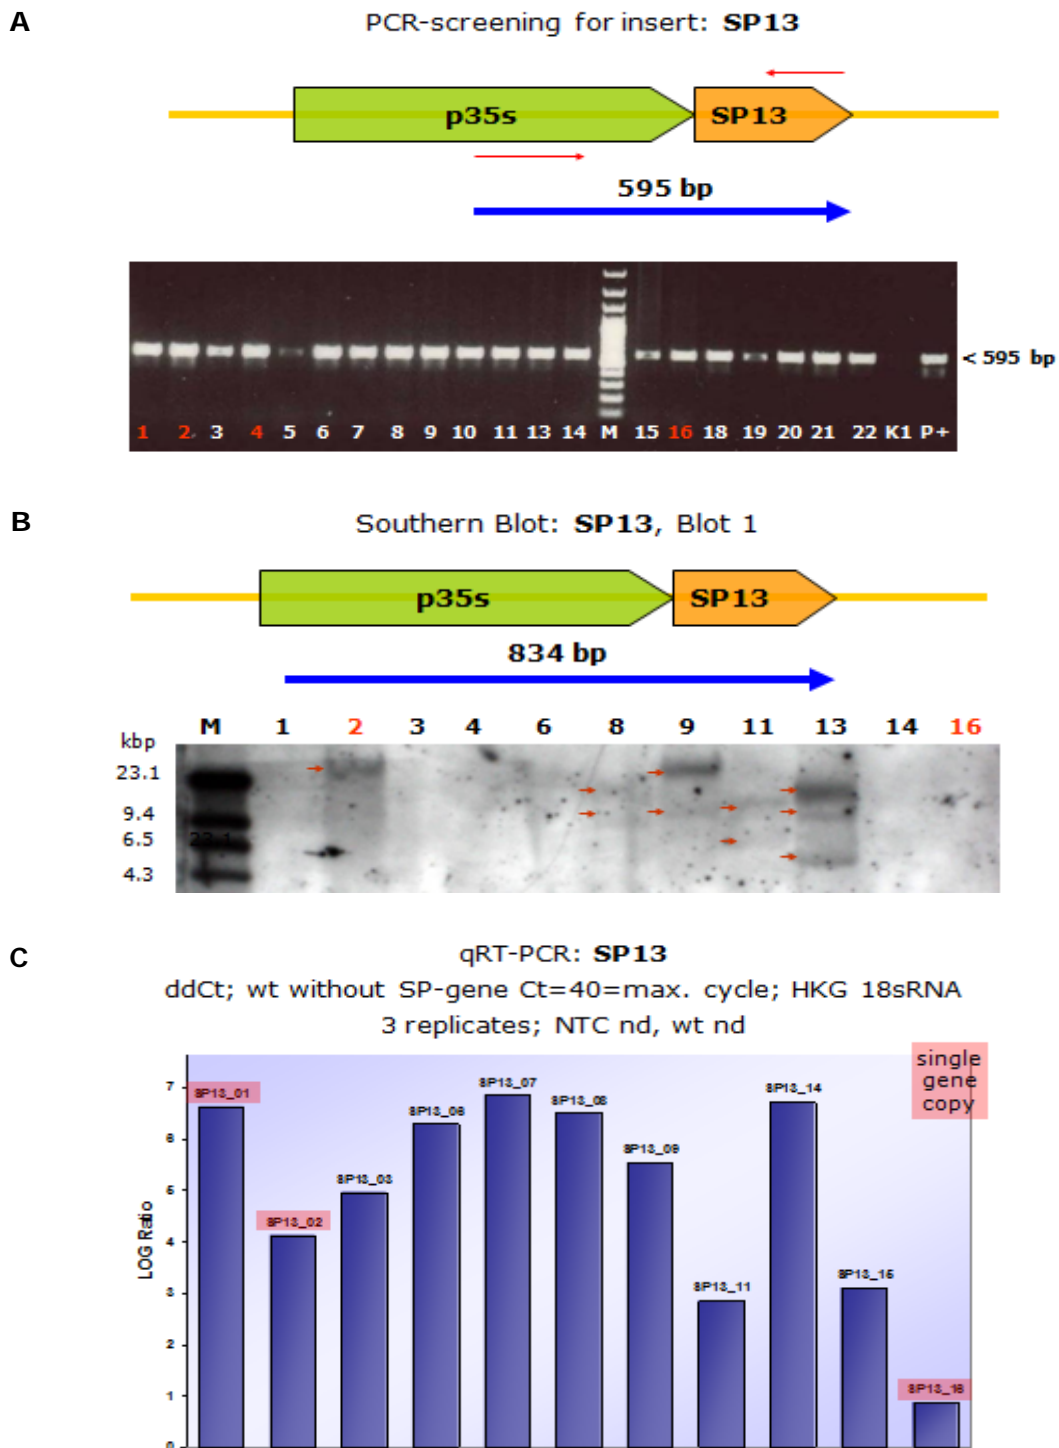 A
PCR-screening for insert: SP13
p35s
SP13
595 bp
< 595 bp
1 2 3 4 5 6 7 8 9 10 11 13 14 M 15 16 18 19 20 21 22 K1 P+
B
Southern Blot: SP13, Blot 1
p35s
SP13
834 bp
M 1 2 3 4 6 8 9 11 13 14 16
kbp
23.1
9.4
6.5
4.3
23.1
C
qRT-PCR: SP13
ddCt; wt without SP-gene Ct=40=max. cycle; HKG 18sRNA
3 replicates; NTC nd, wt nd
single
gene
copy
LOG Ratio
7
6
5
4
3
2
1
0
SP13_01
SP13_02
SP13_03
SP13_06
SP13_07
SP13_08
SP13_09
SP13_11
SP13_14
SP13_15
SP13_16